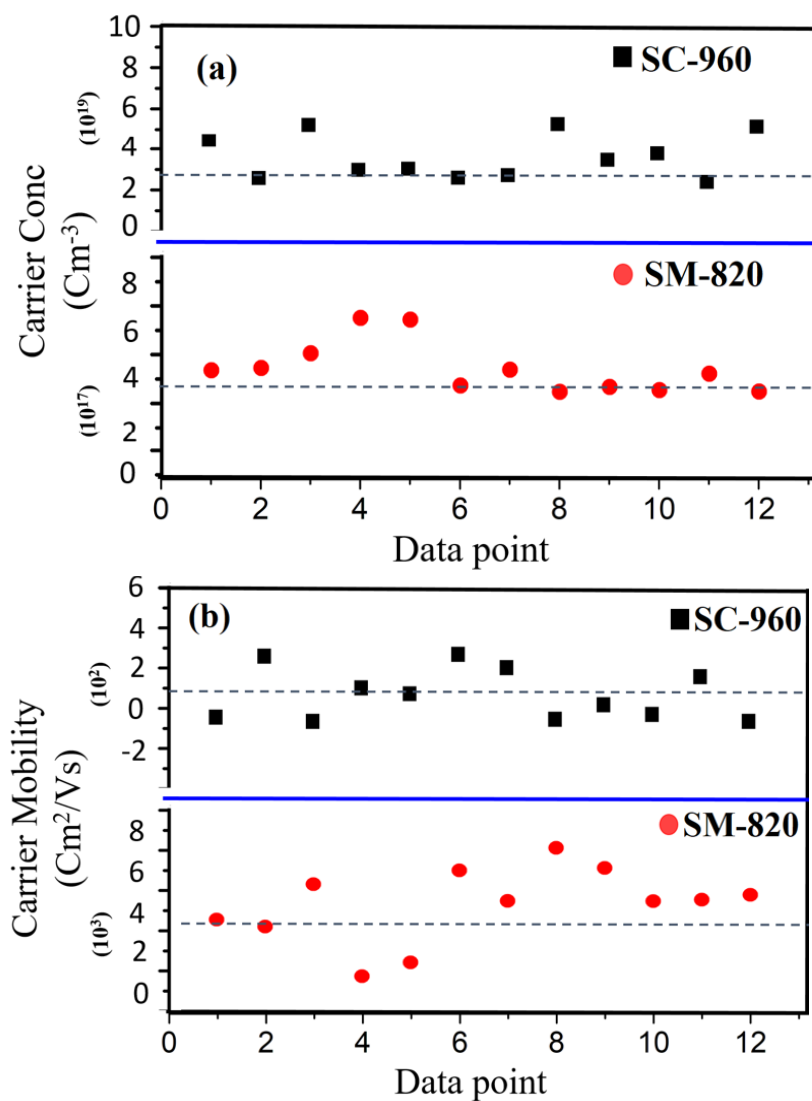 (a)
SC-960
10
8
6
4
2
0
(10¹⁹)
Carrier Conc
(Cm⁻³)
SM-820
8
6
4
2
0
(10¹⁷)
0 2 4 6 8 10 12
Data point
(b)
SC-960
6
4
2
0
-2
(10²)
Carrier Mobility
(Cm²/Vs)
SM-820
8
6
4
2
0
(10³)
0 2 4 6 8 10 12
Data point